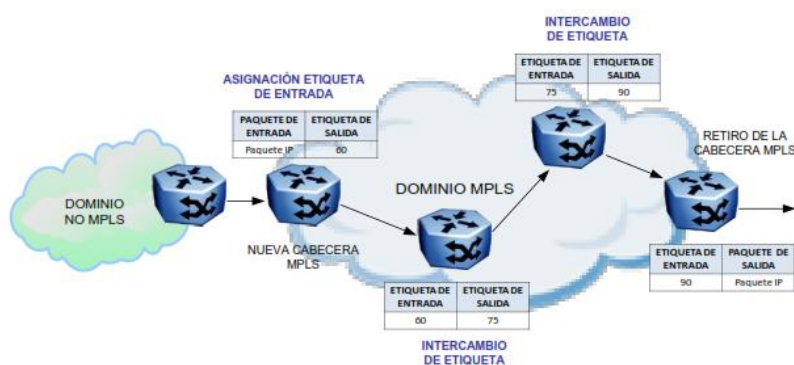 INTERCAMBIO
DE ETIQUETA
ETIQUETA DE ENTRADA ETIQUETA DE SALIDA
75 90
ASIGNACIÓN ETIQUETA
DE ENTRADA
PAQUETE DE ENTRADA ETIQUETA DE SALIDA
Paquete IP 60
RETIRO DE LA
CABECERA MPLS
DOMINIO
NO MPLS
DOMINIO MPLS
NUEVA CABECERA
MPLS
ETIQUETA DE ENTRADA PAQUETE DE SALIDA
90 Paquete IP
ETIQUETA DE ENTRADA ETIQUETA DE SALIDA
60 75
INTERCAMBIO
DE ETIQUETA